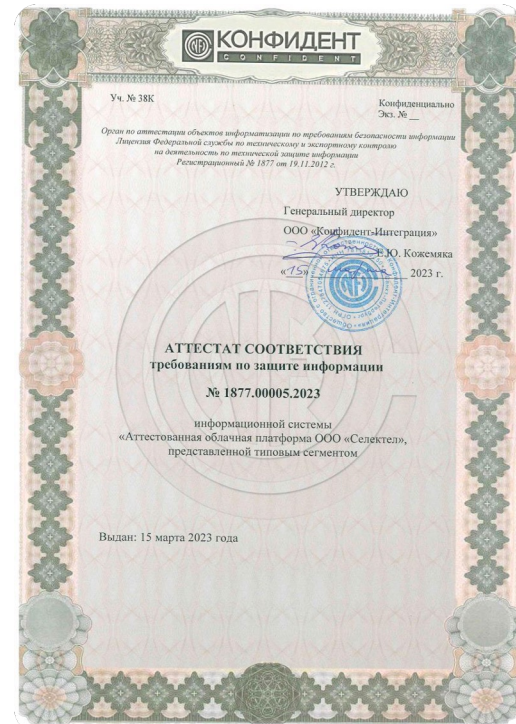 КОНФИДЕНТ
CONFIDENT
Уч. № 38К
Конфиденциально
Экз. № __
Орган по аттестации объектов информатизации по требованиям безопасности информации
Лицензия Федеральной службы по техническому и экспортному контролю
на деятельность по технической защите информации
Регистрационный № 1877 от 19.11.2012 г.
УТВЕРЖДАЮ
Генеральный директор
ООО «Конфидент-Интеграция»
Е.Ю. Кожемяка
«15» марта 2023 г.
АТТЕСТАТ СООТВЕТСТВИЯ
требованиям по защите информации
№ 1877.00005.2023
информационной системы
«Аттестованная облачная платформа ООО «Селектел»,
представленной типовым сегментом
Выдан: 15 марта 2023 года